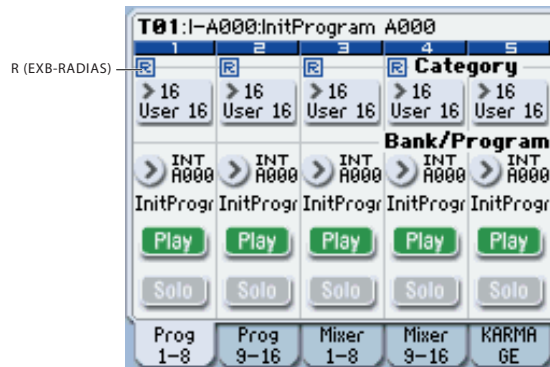 T01:I-A000:InitProgram A000
1 2 3 4 5
R (EXB-RADIAS)
R R R R Category
> 16 > 16 > 16 > 16 > 16
User 16 User 16 User 16 User 16 User 16
Bank/Program
> INT A000 > INT A000 > INT A000 > INT A000 > INT A000
InitProgr InitProgr InitProgr InitProgr InitProgr
Play Play Play Play Play
Solo Solo Solo Solo Solo
Prog 1-8 Prog 9-16 Mixer 1-8 Mixer 9-16 KARMA GE